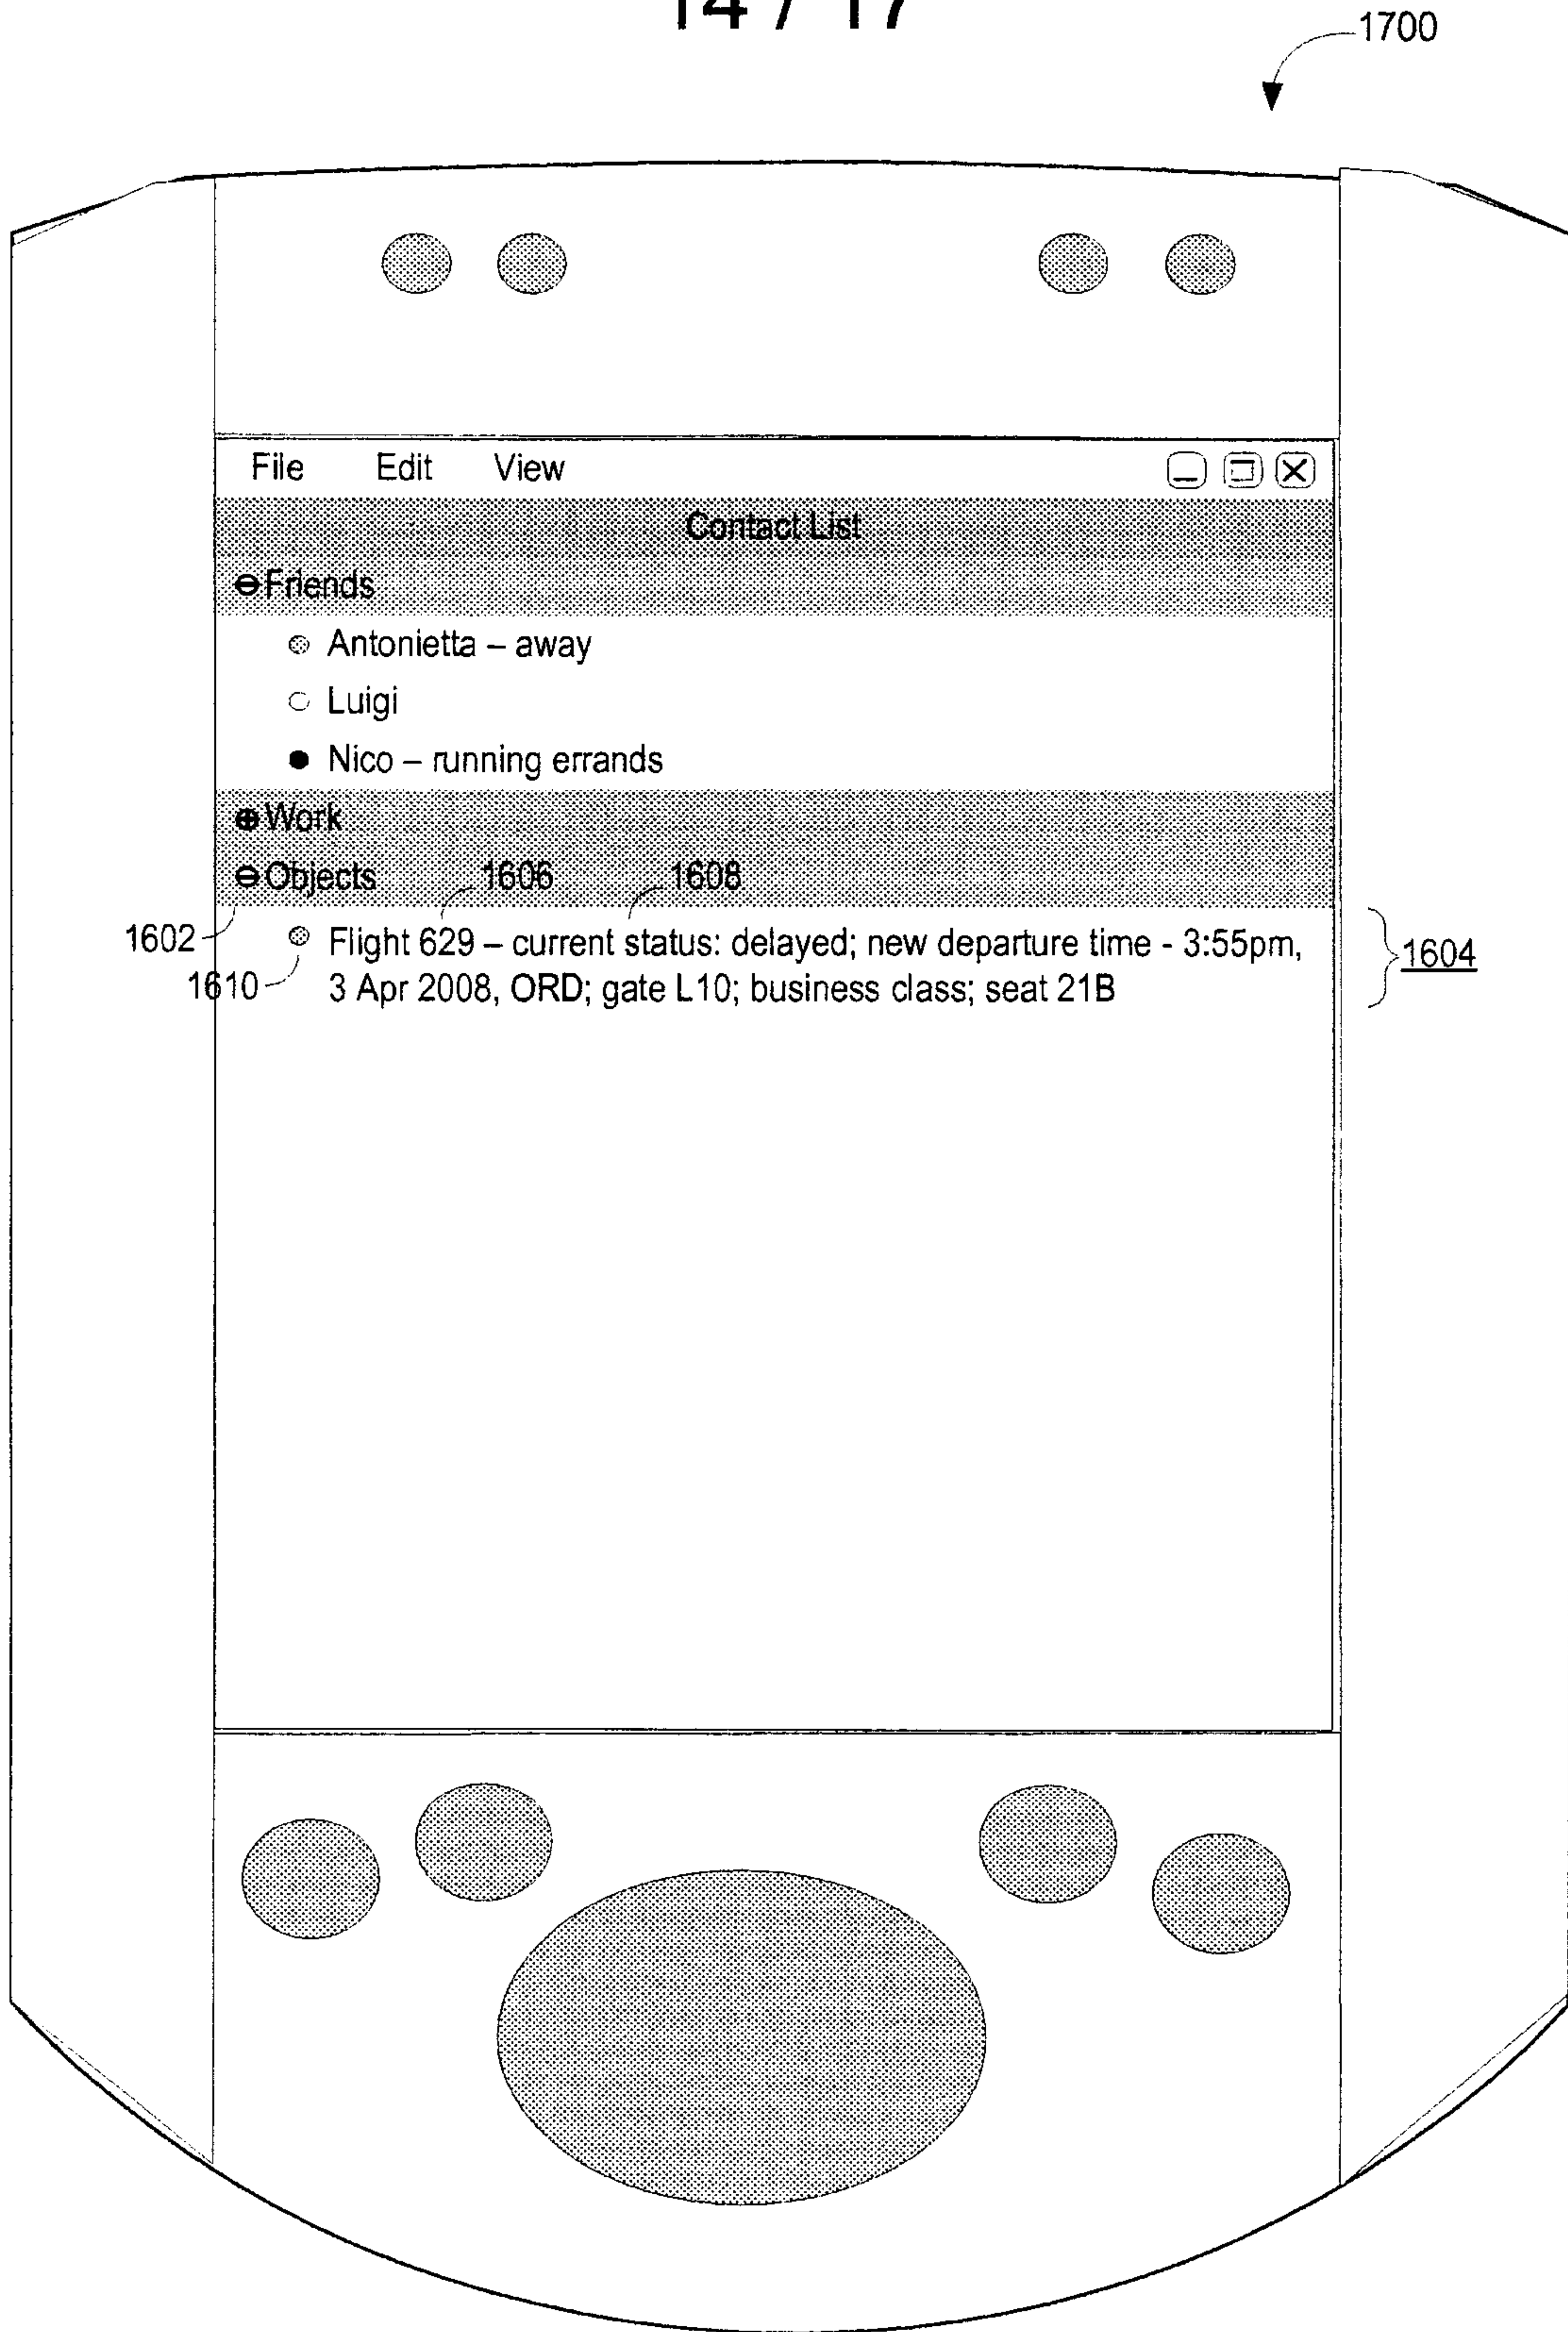 14 / 17
1700
File Edit View
Contact List
Friends
Antonietta – away
Luigi
Nico – running errands
Work
Objects 1606 1608
1602 Flight 629 – current status: delayed; new departure time - 3:55pm, 1604
1610 3 Apr 2008, ORD; gate L10; business class; seat 21B